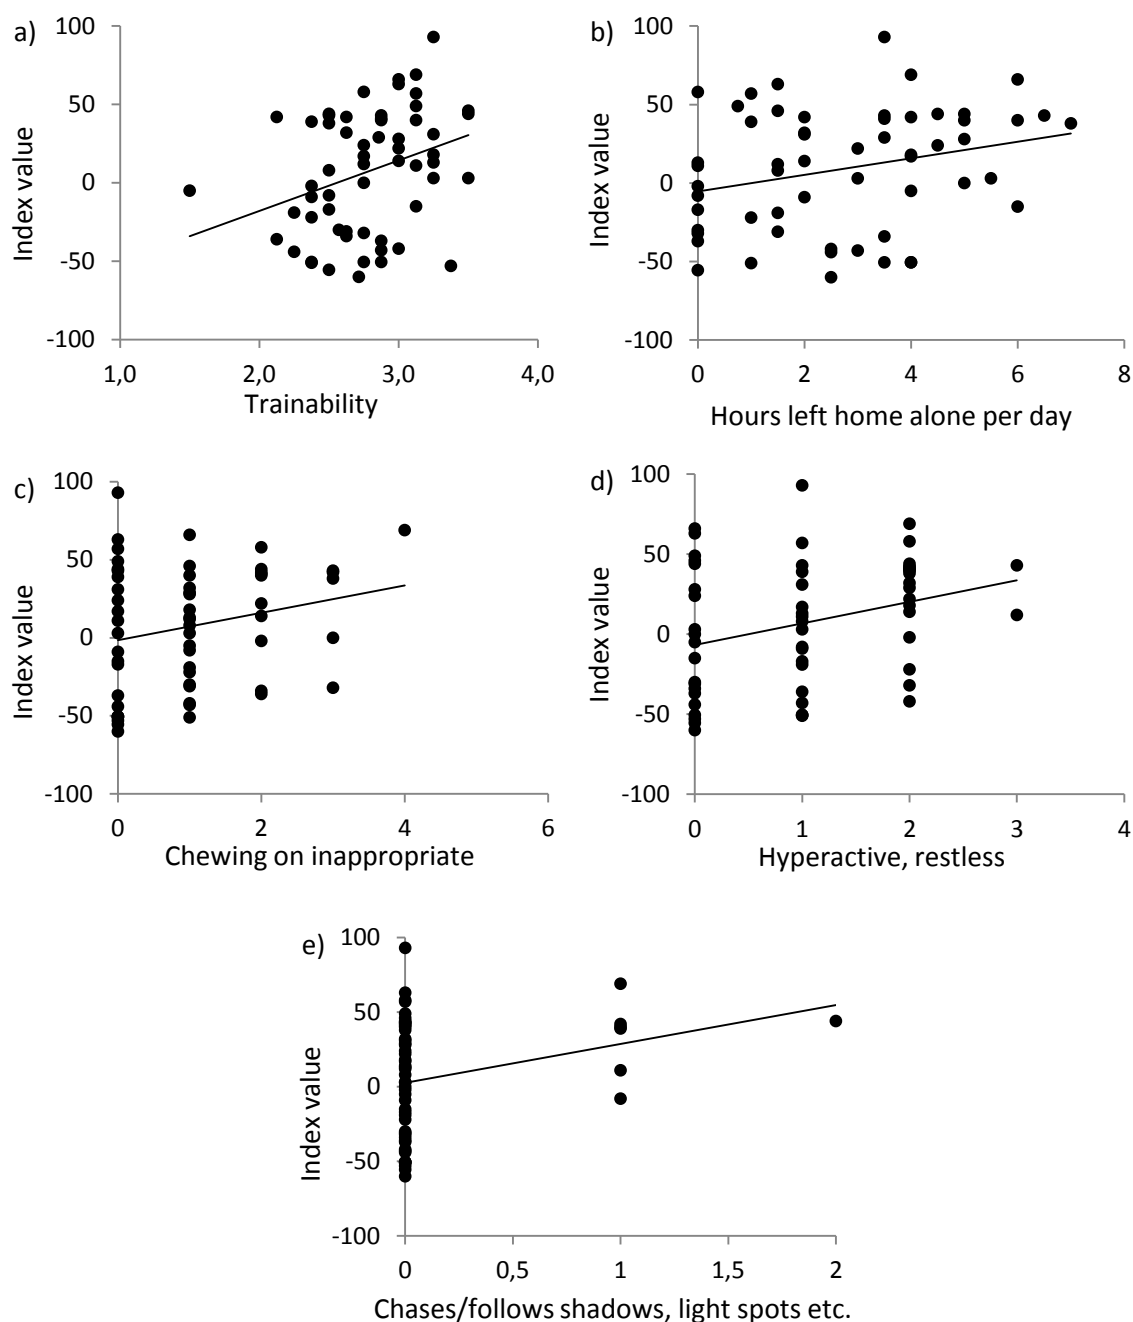 a)
100
50
0
-50
-100
Index value
1,0 2,0 3,0 4,0
Trainability
b)
100
50
0
-50
-100
Index value
0 2 4 6 8
Hours left home alone per day
c)
100
50
0
-50
-100
Index value
0 2 4 6
Chewing on inappropriate
d)
100
50
0
-50
-100
Index value
0 1 2 3 4
Hyperactive, restless
e)
100
50
0
-50
-100
Index value
0 0,5 1 1,5 2
Chases/follows shadows, light spots etc.